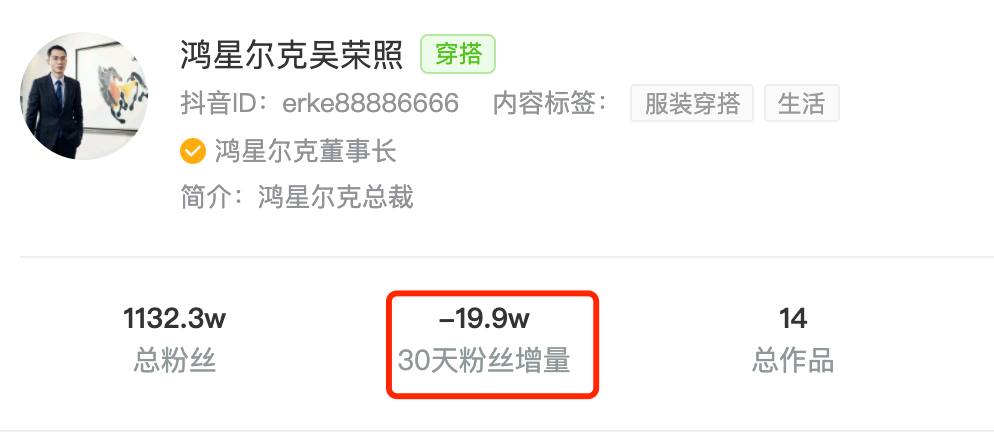 鸿星尔克吴荣照 穿搭
抖音ID：erke88886666 内容标签： 服装穿搭 生活
鸿星尔克董事长
简介：鸿星尔克总裁
1132.3w -19.9w 14
总粉丝 30天粉丝增量 总作品